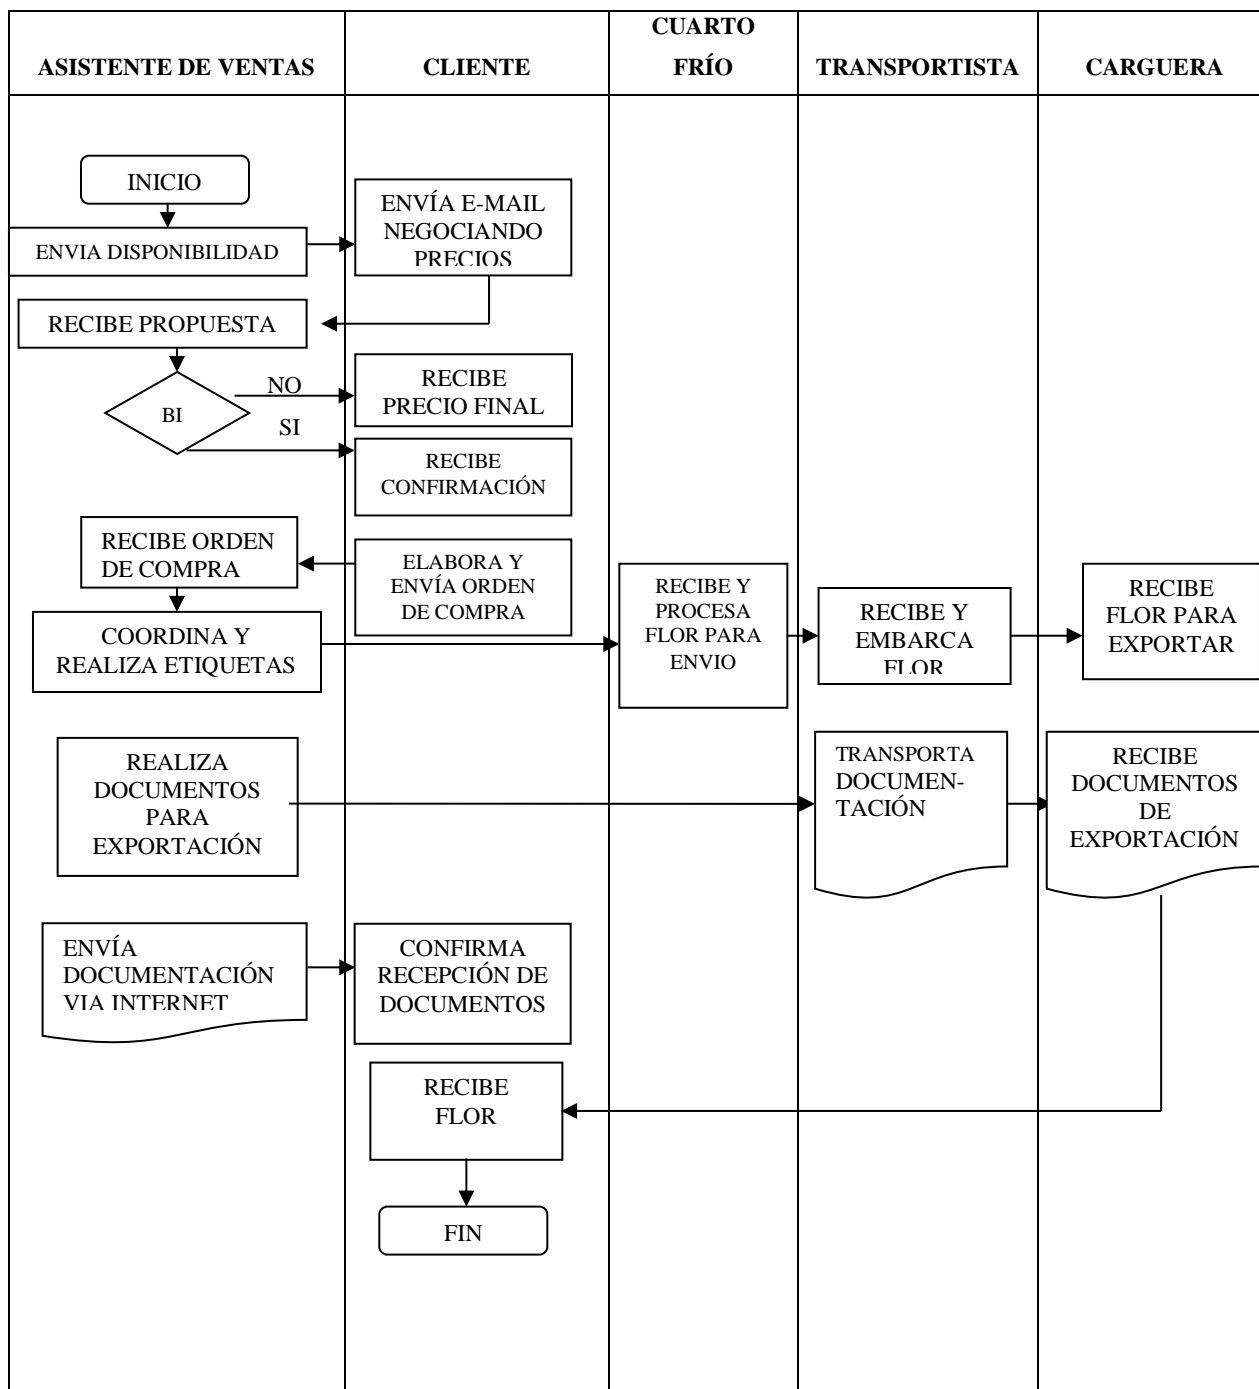 CUARTO
ASISTENTE DE VENTAS
CLIENTE
FRÍO
TRANSPORTISTA
CARGUERA
INICIO
ENVIA DISPONIBILIDAD
ENVÍA E-MAIL
NEGOCIANDO
PRECIOS
RECIBE PROPUESTA
BI
NO
SI
RECIBE
PRECIO FINAL
RECIBE
CONFIRMACIÓN
RECIBE ORDEN
DE COMPRA
ELABORA Y
ENVÍA ORDEN
DE COMPRA
COORDINA Y
REALIZA ETIQUETAS
RECIBE Y
PROCESA
FLOR PARA
ENVIO
RECIBE Y
EMBARCA
FLOR
RECIBE
FLOR PARA
EXPORTAR
REALIZA
DOCUMENTOS
PARA
EXPORTACIÓN
TRANSPORTA
DOCUMEN-
TACIÓN
RECIBE
DOCUMENTOS
DE
EXPORTACIÓN
ENVÍA
DOCUMENTACIÓN
VIA INTERNET
CONFIRMA
RECEPCIÓN DE
DOCUMENTOS
RECIBE
FLOR
FIN